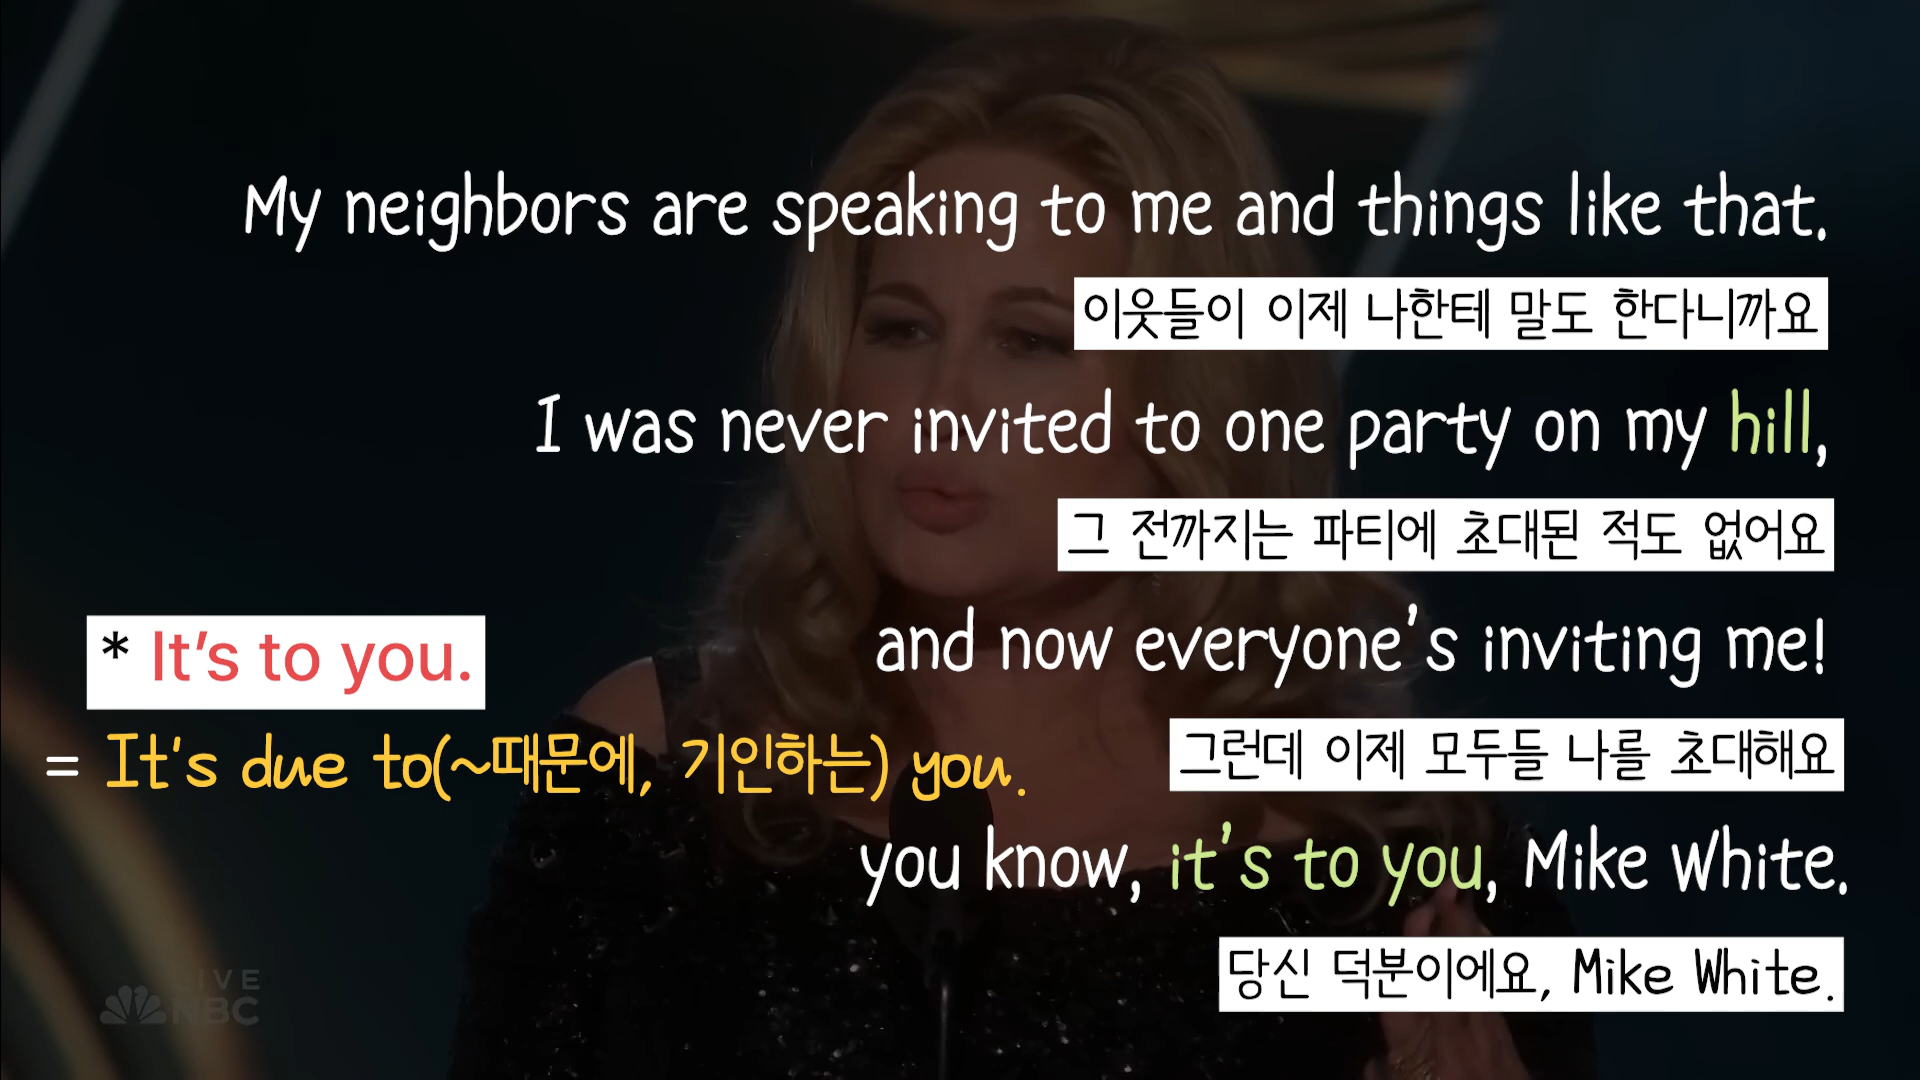 My neighbors are speaking to me and things like that.
이웃들이 이제 나한테 말도 한다니까요
I was never invited to one party on my hill,
그 전까지는 파티에 초대된 적도 없어요
and now everyone's inviting me!
그런데 이제 모두들 나를 초대해요
you know, it's to you, Mike White.
당신 덕분이에요, Mike White.
* It's to you.
= It's due to(~때문에, 기인하는) you.
LIVE
NBC